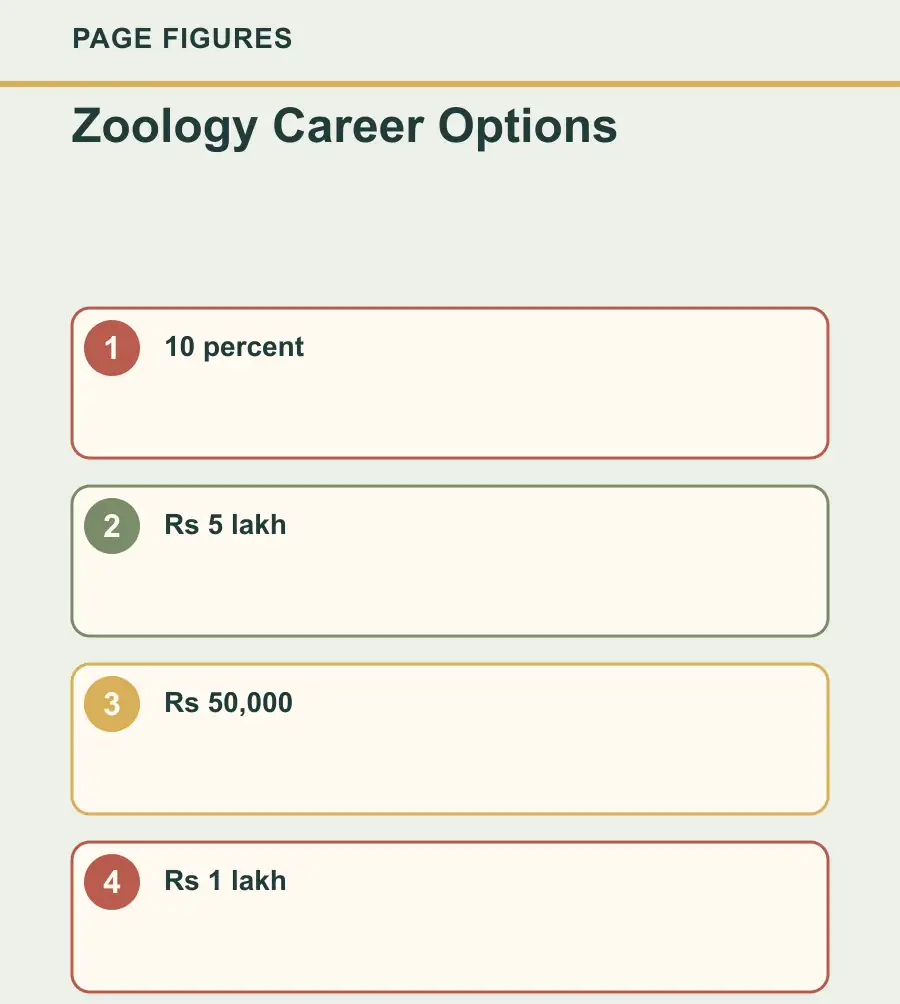 PAGE FIGURES
Zoology Career Options
1 10 percent
2 Rs 5 lakh
3 Rs 50,000
4 Rs 1 lakh